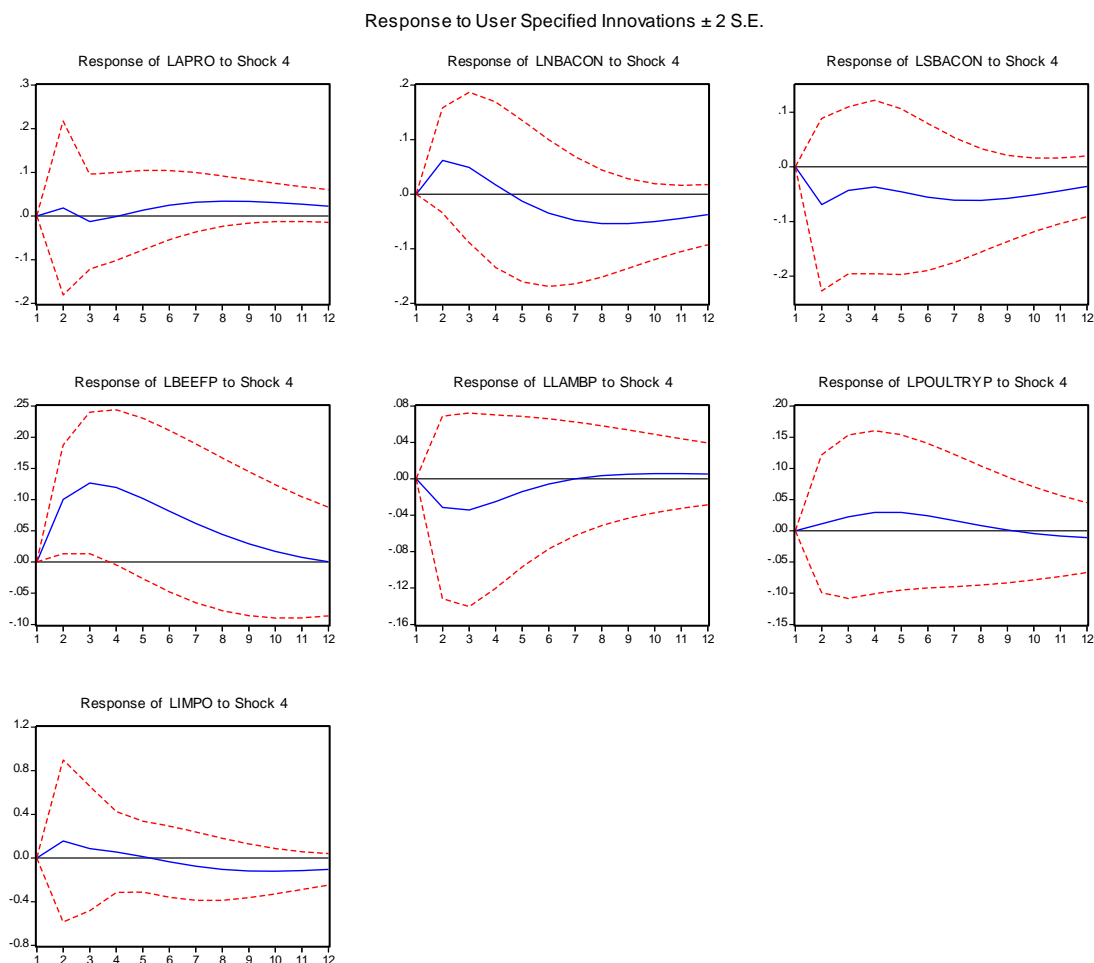 Response to User Specified Innovations ± 2 S.E.
Response of LAPRO to Shock 4
.3
.2
.1
.0
-.1
-.2
1 2 3 4 5 6 7 8 9 10 11 12
Response of LNBACON to Shock 4
.2
.1
.0
-.1
-.2
1 2 3 4 5 6 7 8 9 10 11 12
Response of LSBACON to Shock 4
.1
.0
-.1
-.2
1 2 3 4 5 6 7 8 9 10 11 12
Response of LBEEFP to Shock 4
.25
.20
.15
.10
.05
.00
-.05
-.10
1 2 3 4 5 6 7 8 9 10 11 12
Response of LLAMBP to Shock 4
.08
.04
.00
-.04
-.08
-.12
-.16
1 2 3 4 5 6 7 8 9 10 11 12
Response of LPOULTRYP to Shock 4
.20
.15
.10
.05
.00
-.05
-.10
-.15
1 2 3 4 5 6 7 8 9 10 11 12
Response of LIMPO to Shock 4
1.2
0.8
0.4
0.0
-0.4
-0.8
1 2 3 4 5 6 7 8 9 10 11 12